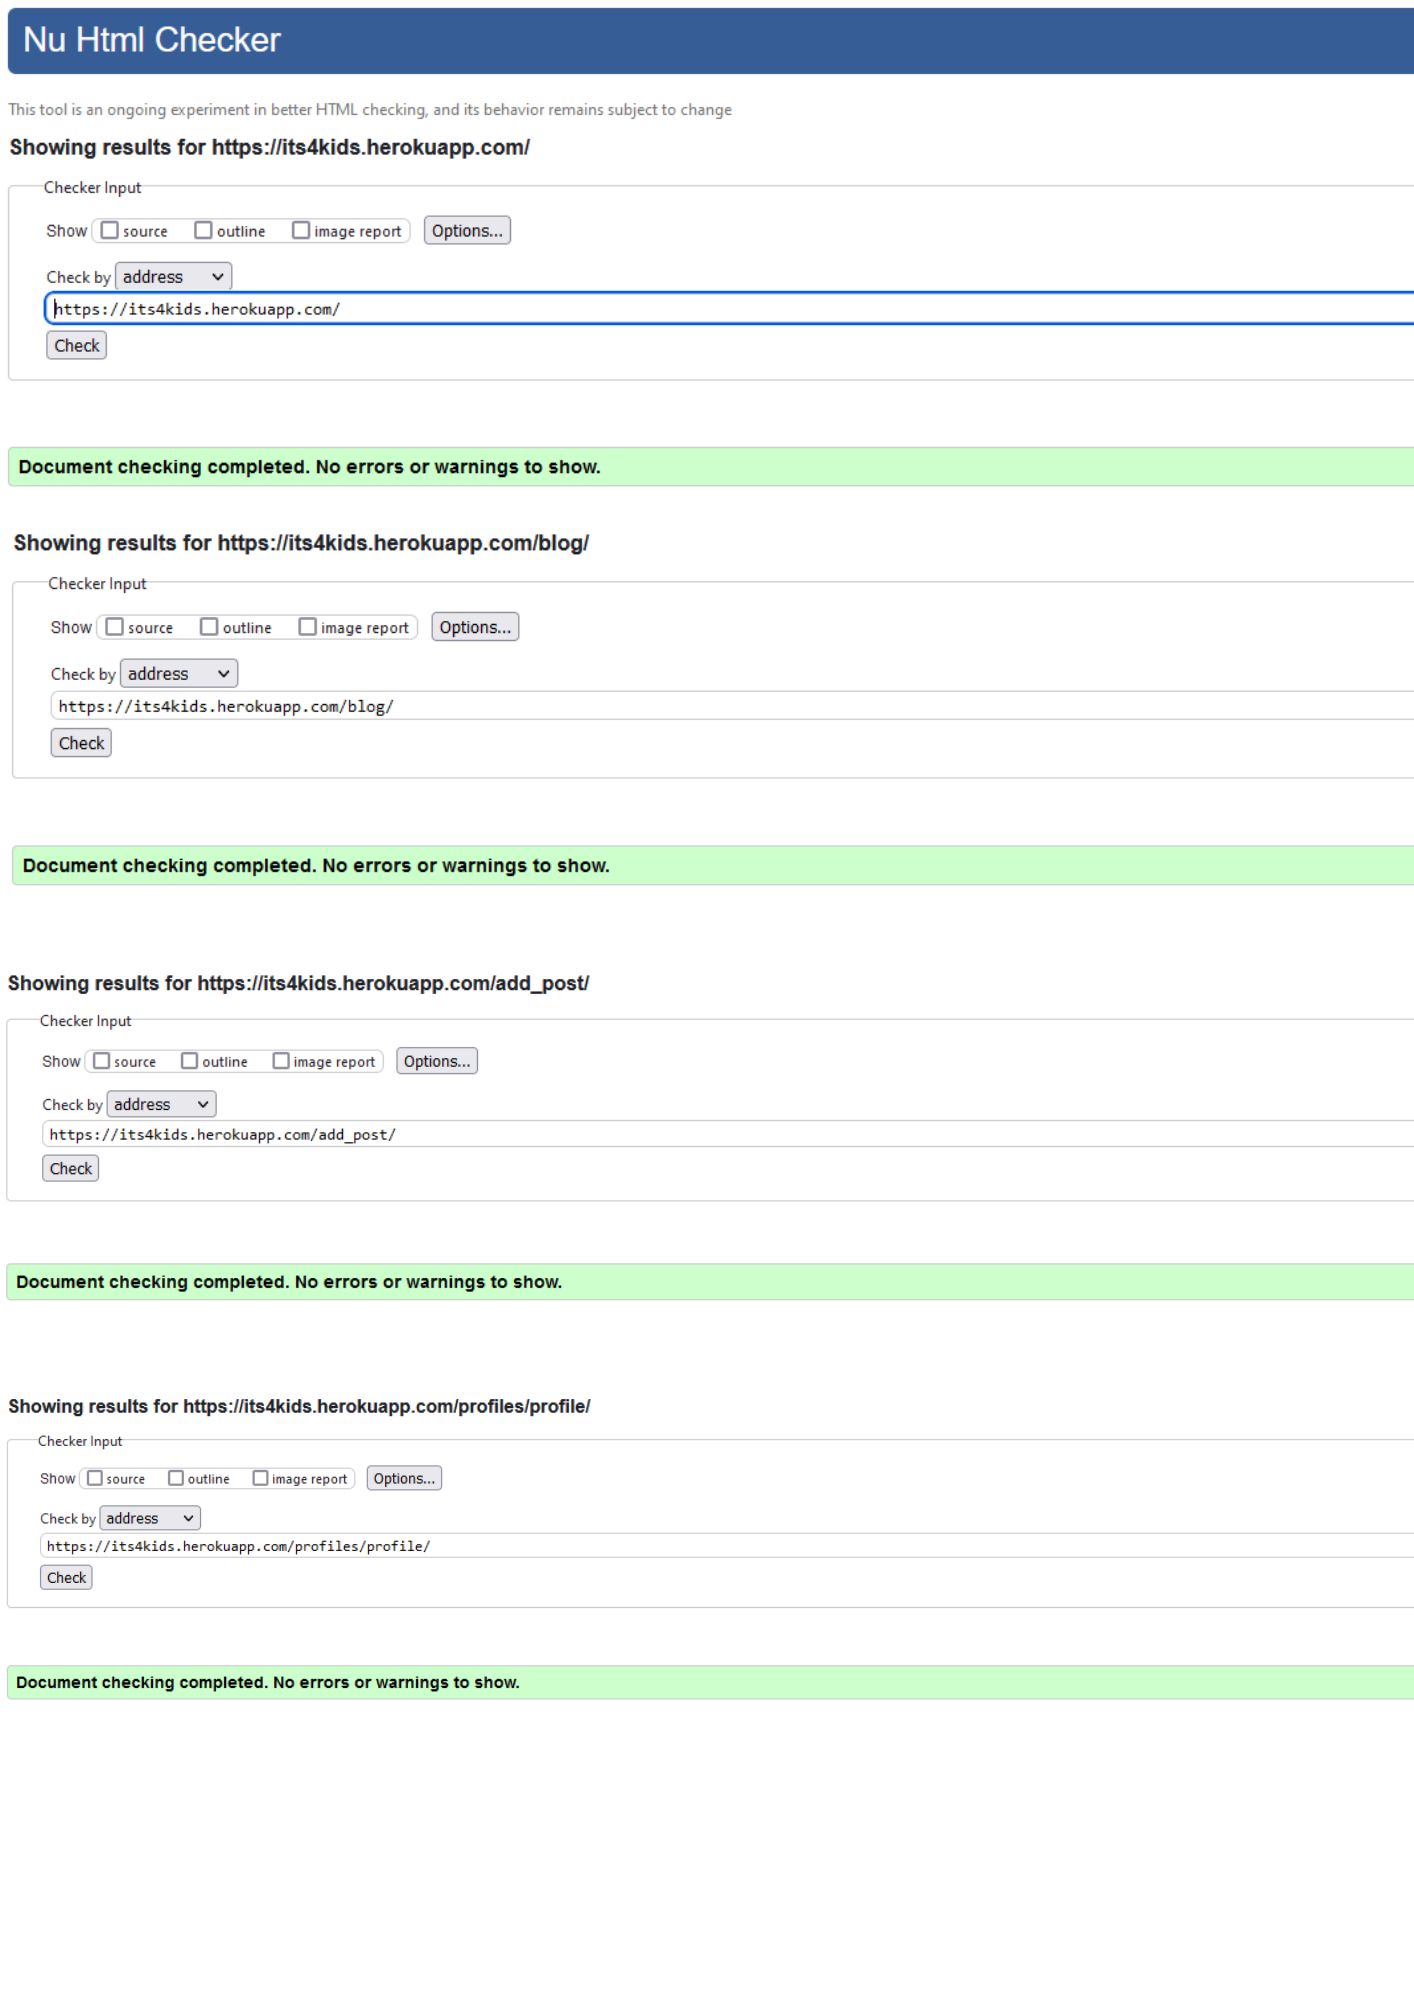 Nu Html Checker
This tool is an ongoing experiment in better HTML checking, and its behavior remains subject to change
Showing results for https://its4kids.herokuapp.com/
Checker Input
Show source outline image report Options...
Check by address
https://its4kids.herokuapp.com/
Check
Document checking completed. No errors or warnings to show.
Showing results for https://its4kids.herokuapp.com/blog/
Checker Input
Show source outline image report Options...
Check by address
https://its4kids.herokuapp.com/blog/
Check
Document checking completed. No errors or warnings to show.
Showing results for https://its4kids.herokuapp.com/add_post/
Checker Input
Show source outline image report Options...
Check by address
https://its4kids.herokuapp.com/add_post/
Check
Document checking completed. No errors or warnings to show.
Showing results for https://its4kids.herokuapp.com/profiles/profile/
Checker Input
Show source outline image report Options...
Check by address
https://its4kids.herokuapp.com/profiles/profile/
Check
Document checking completed. No errors or warnings to show.